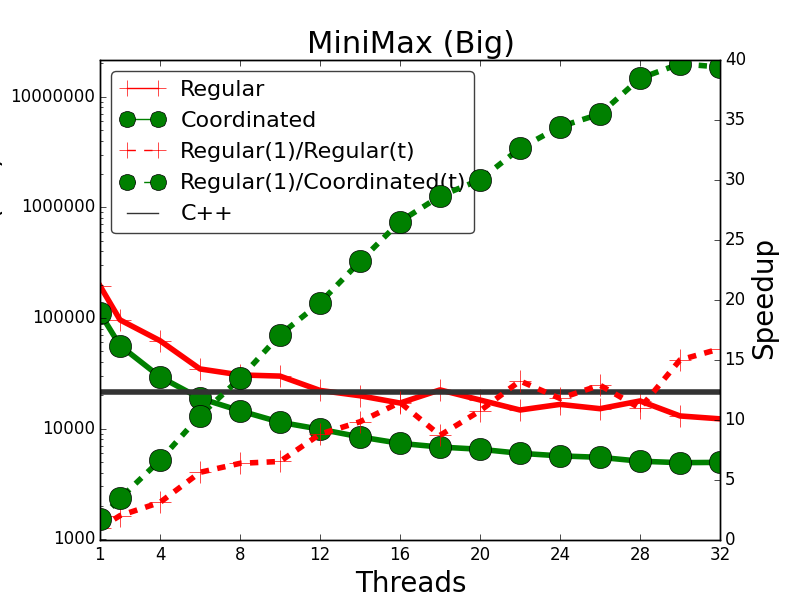 MiniMax (Big)
Regular
Coordinated
Regular(1)/Regular(t)
Regular(1)/Coordinated(t)
C++
10000000
1000000
100000
10000
1000
40
35
30
25
20
15
10
5
0
Speedup
1 4 8 12 16 20 24 28 32
Threads